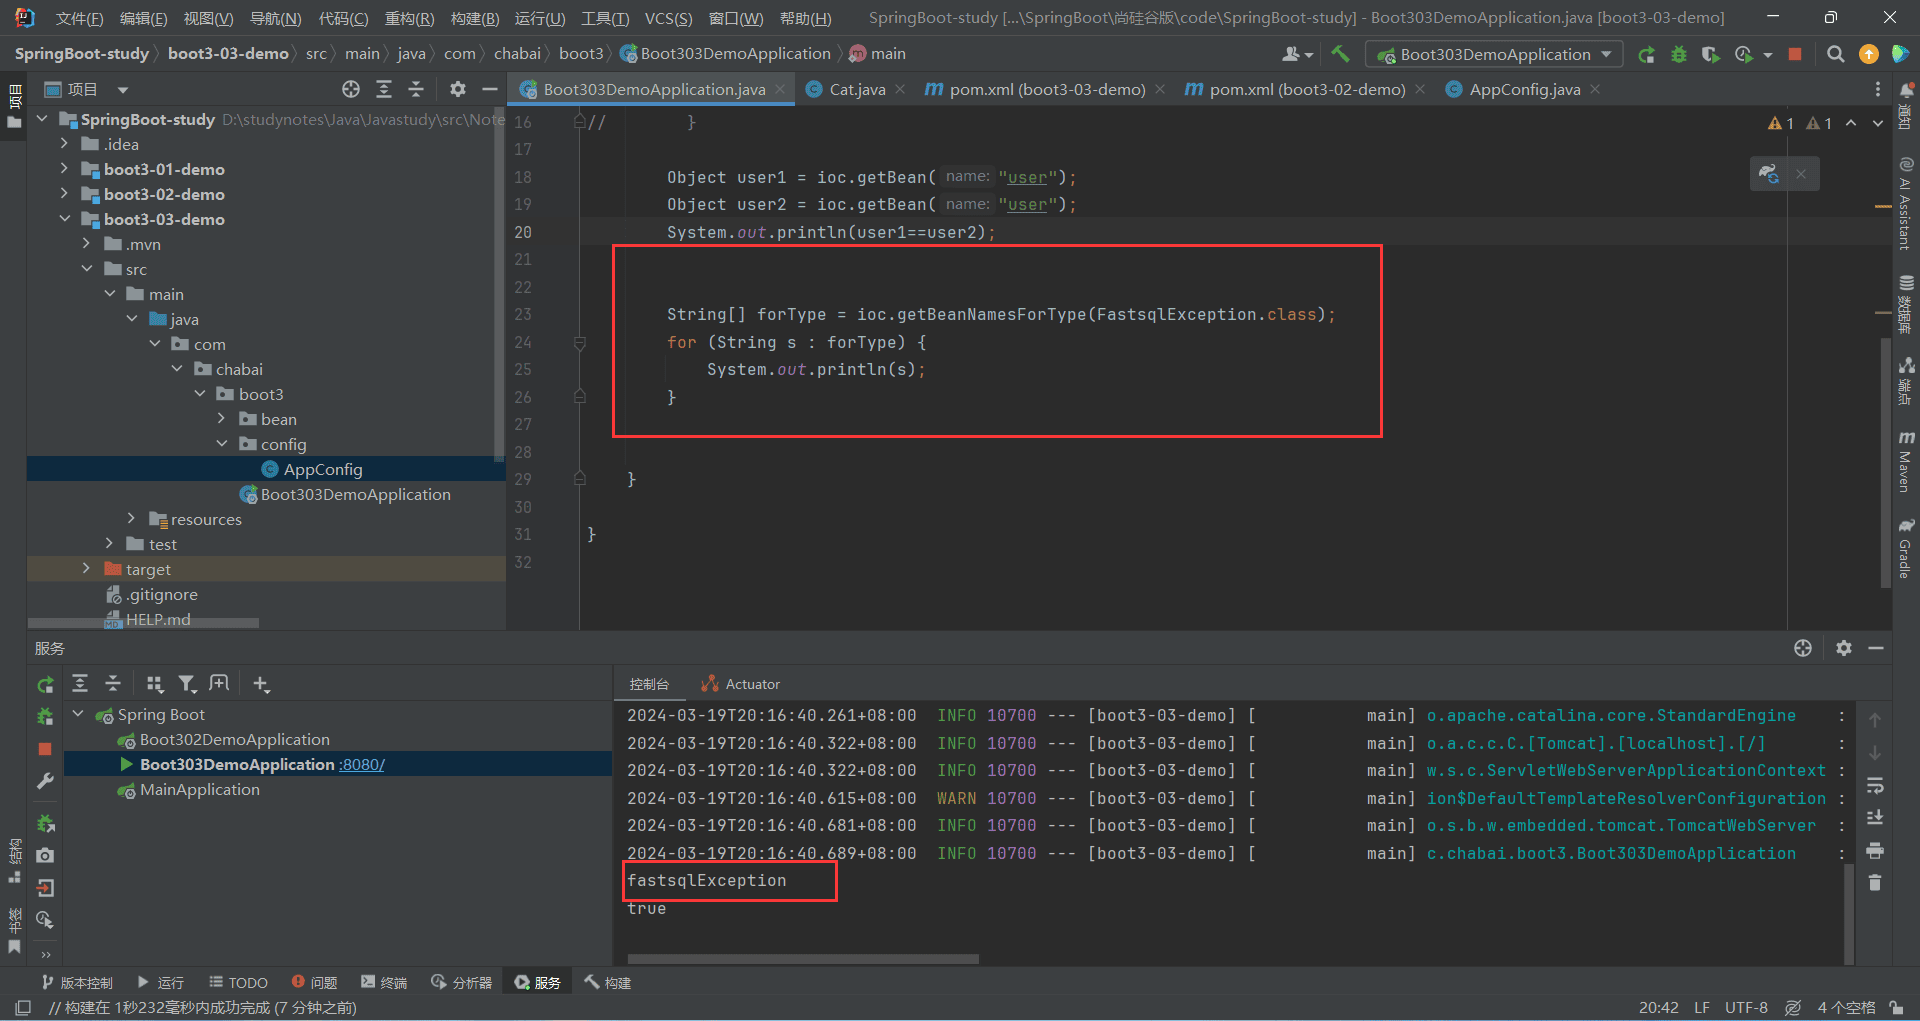 文件(F) 编辑(E) 视图(V) 导航(N) 代码(C) 重构(R) 构建(B) 运行(U) 工具(T) VCS(S) 窗口(W) 帮助(H) SpringBoot-study [...\SpringBoot\尚硅谷版\code\SpringBoot-study] - Boot303DemoApplication.java [boot3-03-demo]
SpringBoot-study boot3-03-demo src main java com chabai boot3 Boot303DemoApplication main Boot303DemoApplication
项目
Boot303DemoApplication.java Cat.java pom.xml (boot3-03-demo) pom.xml (boot3-02-demo) AppConfig.java
项目
SpringBoot-study D:\studynotes\Java\Javastudy\src\Note
.idea
boot3-01-demo
boot3-02-demo
boot3-03-demo
.mvn
src
main
java
com
chabai
boot3
bean
config
AppConfig
Boot303DemoApplication
resources
test
target
.gitignore
HELP.md
16 // }
17
18 Object user1 = ioc.getBean( name: "user");
19 Object user2 = ioc.getBean( name: "user");
20 System.out.println(user1==user2);
21
22
23 String[] forType = ioc.getBeanNamesForType(FastsqlException.class);
24 for (String s : forType) {
25 System.out.println(s);
26 }
27
28
29 }
30
31 }
32
1 1
通知
AI Assistant
数据库
端点
Maven
Gradle
服务
Spring Boot
Boot302DemoApplication
Boot303DemoApplication :8080/
MainApplication
结构
书签
控制台 Actuator
2024-03-19T20:16:40.261+08:00 INFO 10700 --- [boot3-03-demo] [ main] o.apache.catalina.core.StandardEngine :
2024-03-19T20:16:40.322+08:00 INFO 10700 --- [boot3-03-demo] [ main] o.a.c.c.C.[Tomcat].[localhost].[/] :
2024-03-19T20:16:40.322+08:00 INFO 10700 --- [boot3-03-demo] [ main] w.s.c.ServletWebServerApplicationContext :
2024-03-19T20:16:40.615+08:00 WARN 10700 --- [boot3-03-demo] [ main] ion$DefaultTemplateResolverConfiguration :
2024-03-19T20:16:40.681+08:00 INFO 10700 --- [boot3-03-demo] [ main] o.s.b.w.embedded.tomcat.TomcatWebServer :
2024-03-19T20:16:40.689+08:00 INFO 10700 --- [boot3-03-demo] [ main] c.chabai.boot3.Boot303DemoApplication :
fastsqlException
true
版本控制 运行 TODO 问题 终端 分析器 服务 构建
// 构建在 1秒232毫秒内成功完成 (7 分钟之前) 20:42 LF UTF-8 4 个空格